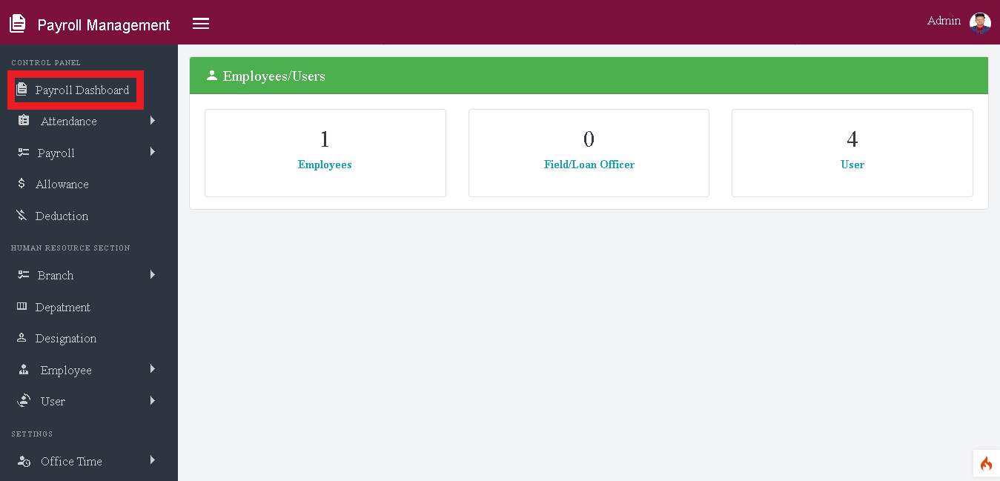 Payroll Management
Admin
CONTROL PANEL
Payroll Dashboard
Attendance
Payroll
Allowance
Deduction
HUMAN RESOURCE SECTION
Branch
Depatment
Designation
Employee
User
SETTINGS
Office Time
Employees/Users
1
Employees
0
Field/Loan Officer
4
User